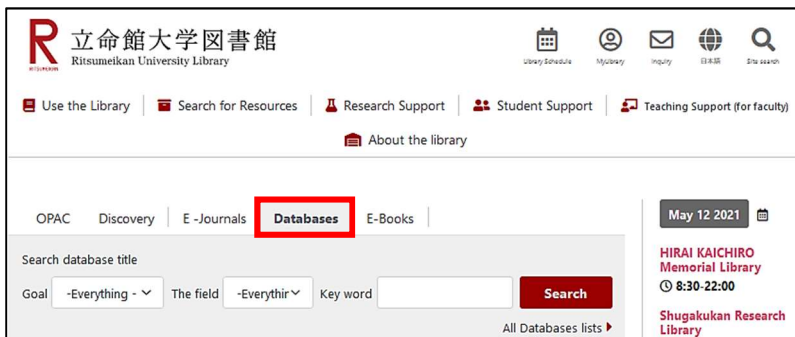 立命館大学図書館
Ritsumeikan University Library
RITSUMEIKAN
Library Schedule
MyLibrary
Inquiry
日本語
Site search
Use the Library
Search for Resources
Research Support
Student Support
Teaching Support (for faculty)
About the library
OPAC
Discovery
E -Journals
Databases
E-Books
Search database title
Goal
-Everything -
The field
-Everythir
Key word
Search
All Databases lists
May 12 2021
HIRAI KAICHIRO
Memorial Library
8:30-22:00
Shugakukan Research
Library